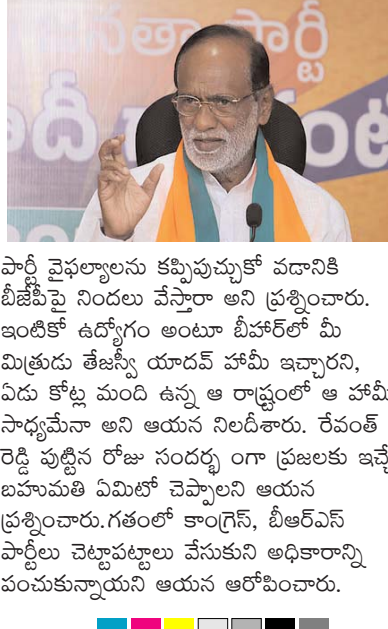 జనతా పార్టీ
పార్టీ వైఫల్యాలను కప్పిపుచ్చుకో వడానికి
బీజేపీపై నిందలు వేస్తారా అని ప్రశ్నించారు.
ఇంటికో ఉద్యోగం అంటూ బీహార్‌లో మీ
మిత్రుడు తేజస్వీ యాదవ్ హామీ ఇచ్చారని,
ఏడు కోట్ల మంది ఉన్న ఆ రాష్ట్రంలో ఆ హామీ
సాధ్యమేనా అని ఆయన నిలదీశారు. రేవంత్
రెడ్డి పుట్టిన రోజు సందర్భ ంగా ప్రజలకు ఇచ్చే
బహుమతి ఏమిటో చెప్పాలని ఆయన
ప్రశ్నించారు.గతంలో కాంగ్రెస్, బీఆర్ఎస్
పార్టీలు చెట్టాపట్టాలు వేసుకుని అధికారాన్ని
పంచుకున్నాయని ఆయన ఆరోపించారు.